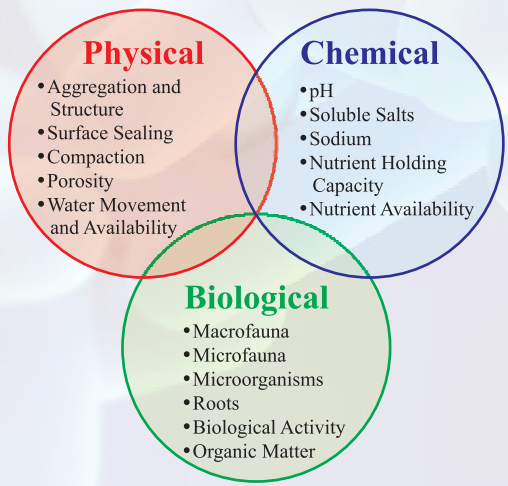 Physical
•Aggregation and
Structure
•Surface Sealing
•Compaction
•Porosity
•Water Movement
and Availability
Chemical
•pH
•Soluble Salts
•Sodium
•Nutrient Holding
Capacity
•Nutrient Availability
Biological
•Macrofauna
•Microfauna
•Microorganisms
•Roots
•Biological Activity
•Organic Matter